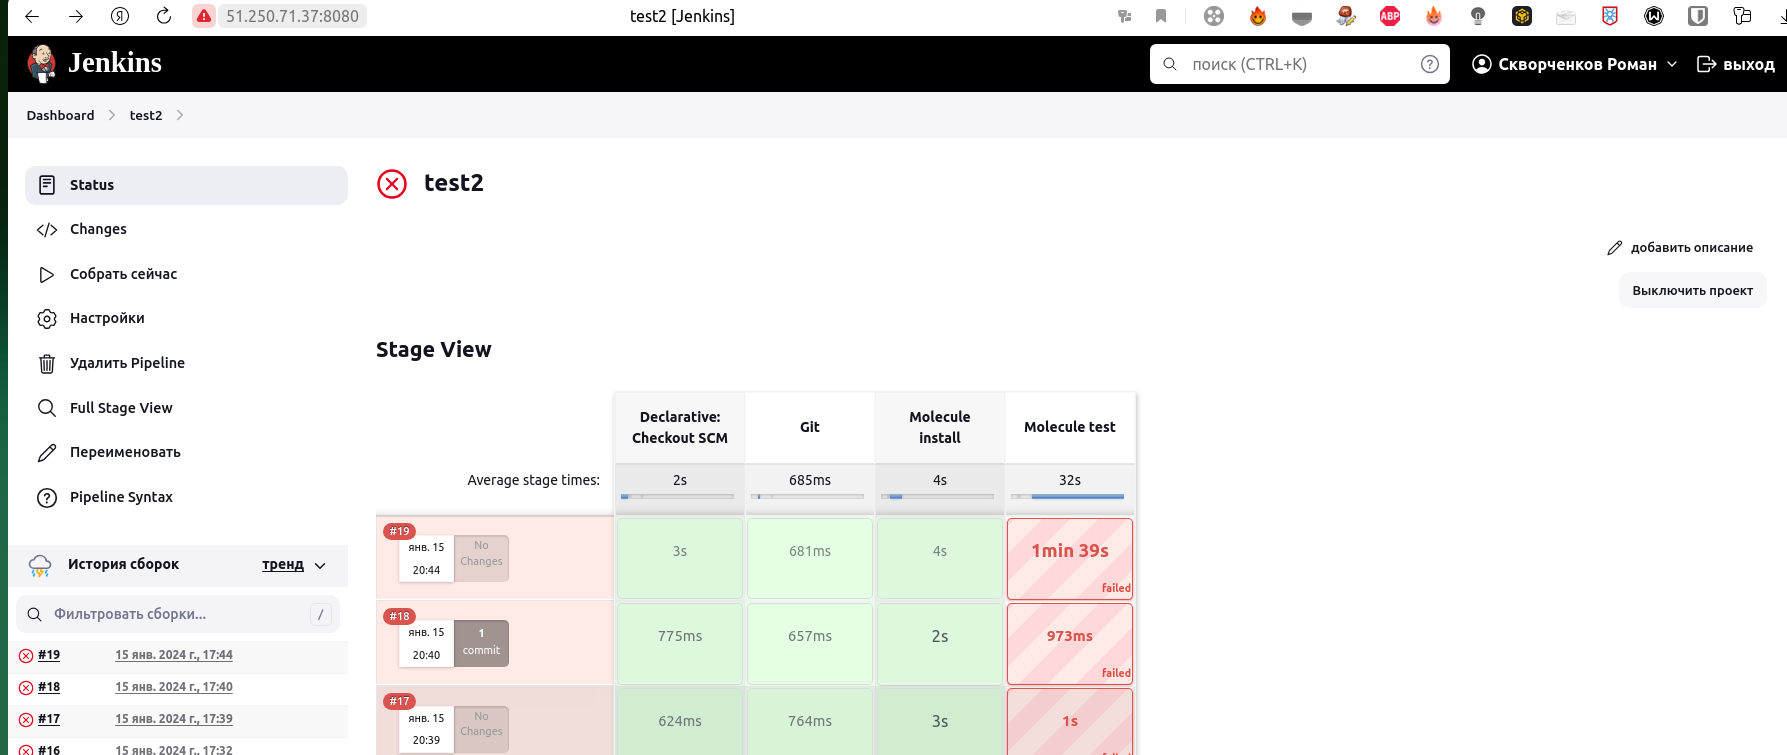 51.250.71.37:8080
test2 [Jenkins]
ABP
Jenkins
поиск (CTRL+K)
Скворченков Роман
выход
Dashboard
test2
Status
test2
Changes
добавить описание
Собрать сейчас
Выключить проект
Настройки
Stage View
Удалить Pipeline
Full Stage View
Переименовать
Pipeline Syntax
Declarative:
Checkout SCM
Git
Molecule
install
Molecule test
Average stage times:
2s
685ms
4s
32s
История сборок
тренд
Фильтровать сборки...
/
#19
15 янв. 2024 г., 17:44
#18
15 янв. 2024 г., 17:40
#17
15 янв. 2024 г., 17:39
#16
15 янв. 2024 г., 17:32
#19
янв. 15
20:44
No
Changes
3s
681ms
4s
1min 39s
failed
#18
янв. 15
20:40
1
commit
775ms
657ms
2s
973ms
failed
#17
янв. 15
20:39
No
Changes
624ms
764ms
3s
1s
failed